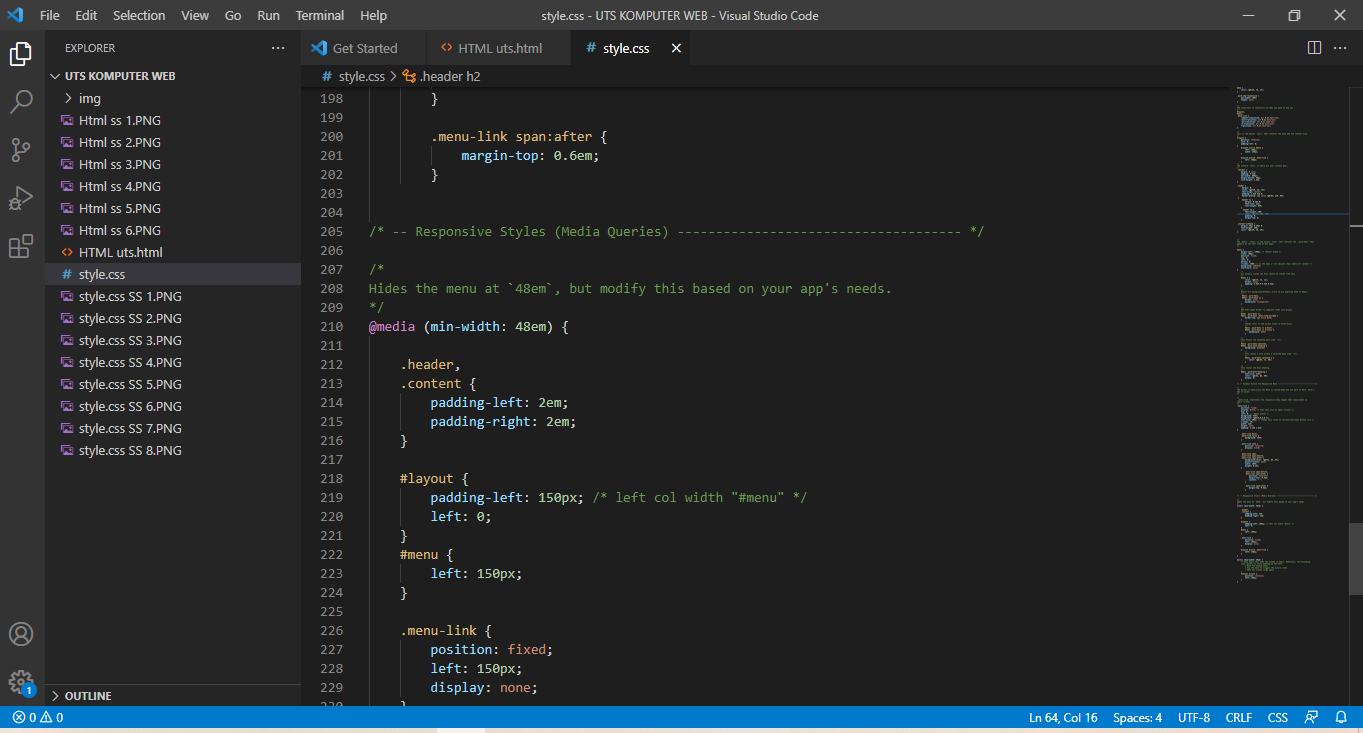 File Edit Selection View Go Run Terminal Help
style.css - UTS KOMPUTER WEB - Visual Studio Code
EXPLORER
UTS KOMPUTER WEB
img
Html ss 1.PNG
Html ss 2.PNG
Html ss 3.PNG
Html ss 4.PNG
Html ss 5.PNG
Html ss 6.PNG
HTML uts.html
style.css
style.css SS 1.PNG
style.css SS 2.PNG
style.css SS 3.PNG
style.css SS 4.PNG
style.css SS 5.PNG
style.css SS 6.PNG
style.css SS 7.PNG
style.css SS 8.PNG
OUTLINE
Get Started
HTML uts.html
style.css
style.css > .header h2
198 }
199
200 .menu-link span:after {
201 margin-top: 0.6em;
202 }
203
204
205 /* -- Responsive Styles (Media Queries) ------------------------------------- */
206
207 /*
208 Hides the menu at `48em`, but modify this based on your app's needs.
209 */
210 @media (min-width: 48em) {
211
212 .header,
213 .content {
214 padding-left: 2em;
215 padding-right: 2em;
216 }
217
218 #layout {
219 padding-left: 150px; /* left col width "#menu" */
220 left: 0;
221 }
222 #menu {
223 left: 150px;
224 }
225
226 .menu-link {
227 position: fixed;
228 left: 150px;
229 display: none;
1
0 0
Ln 64, Col 16
Spaces: 4
UTF-8
CRLF
CSS